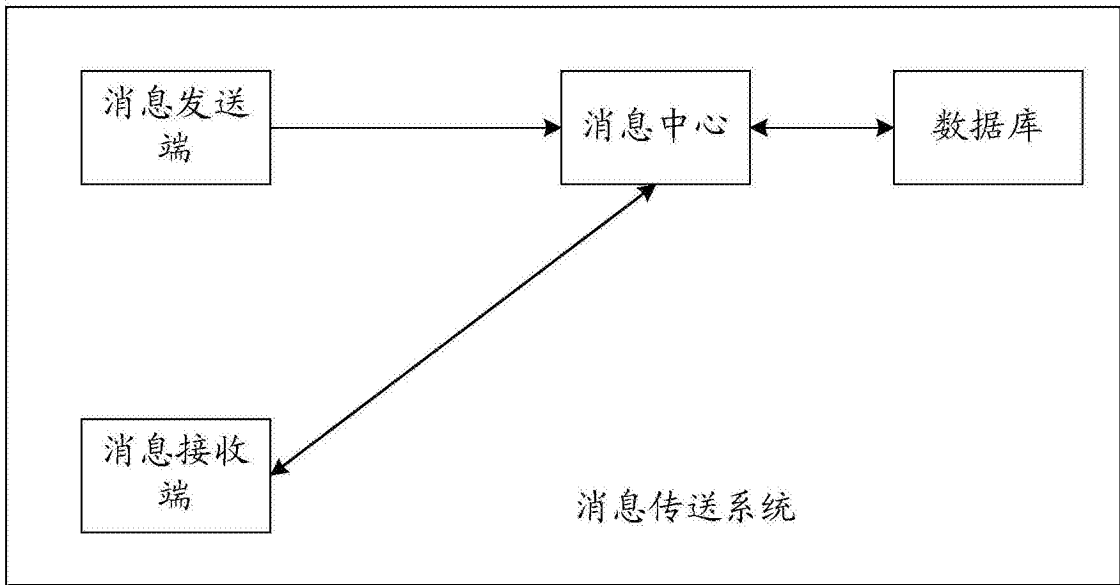 消息发送
端
消息中心
数据库
消息接收
端
消息传送系统